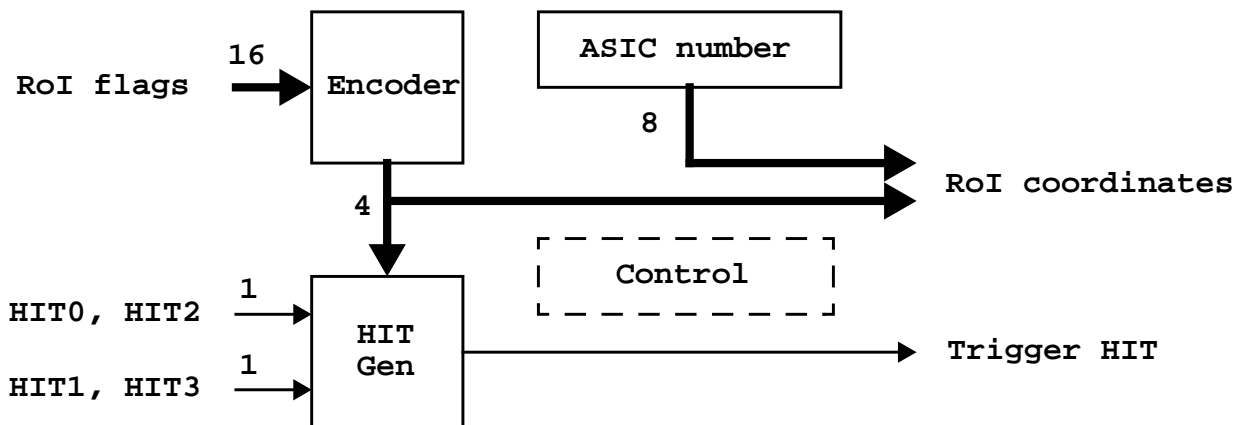 ASIC number
16
RoI flags
Encoder
8
RoI coordinates
4
Control
1
HIT0, HIT2
HIT
Gen
Trigger HIT
1
HIT1, HIT3